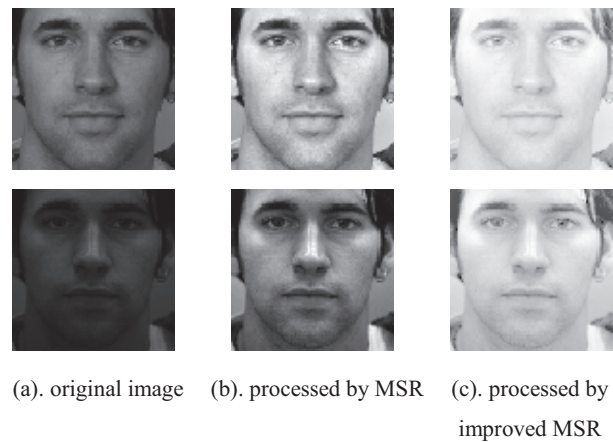 (a). original image (b). processed by MSR (c). processed by
improved MSR